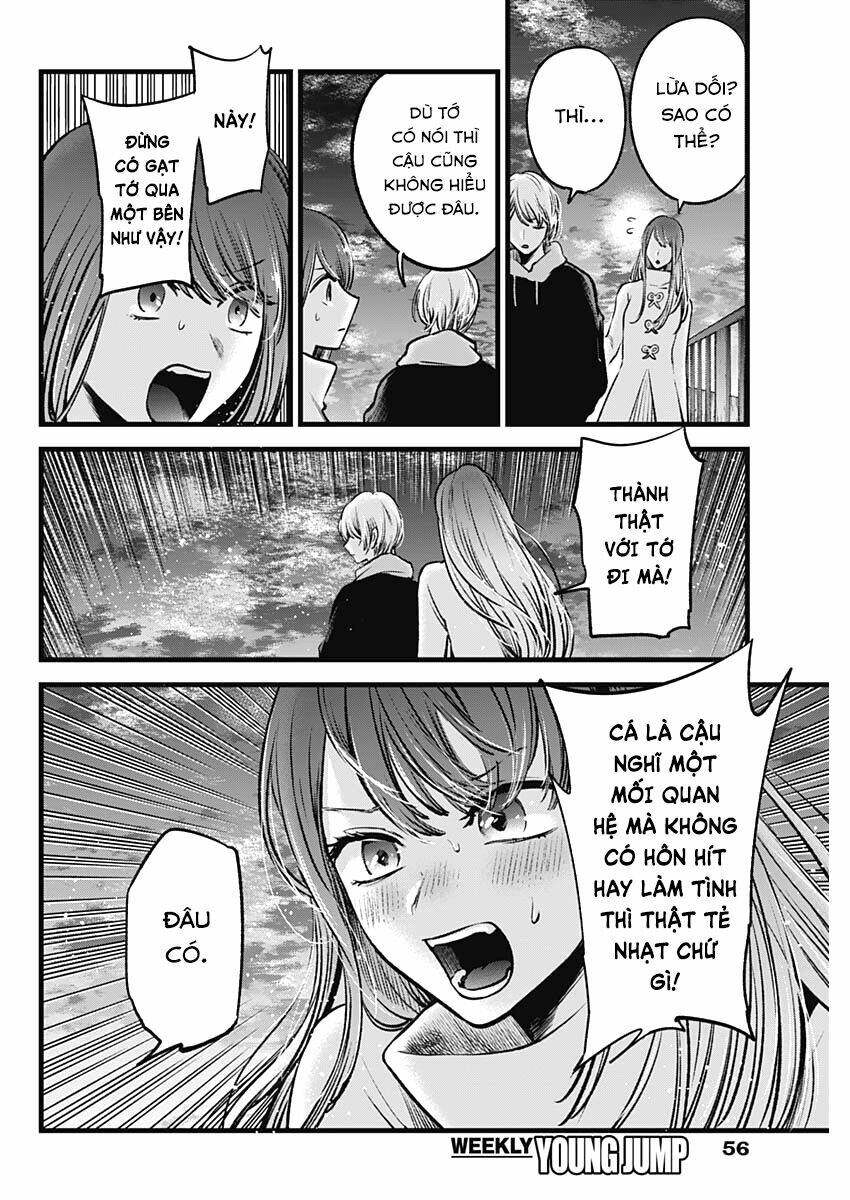 LỪA DỐI?
SAO CÓ
THỂ?
THÌ...
DÙ TỚ
CÓ NÓI THÌ
CẬU CŨNG
KHÔNG HIỂU
ĐƯỢC ĐÂU.
NÀY!
ĐỪNG
CÓ GẠT
TỚ QUA
MỘT BÊN
NHƯ VẬY!
THÀNH
THẬT
VỚI TỚ
ĐI MÀ!
CÁ LÀ CẬU
NGHĨ MỘT
MỐI QUAN
HỆ MÀ KHÔNG
CÓ HÔN HÍT
HAY LÀM TÌNH
THÌ THẬT TẺ
NHẠT CHỨ
GÌ!
ĐÂU
CÓ.
WEEKLY YOUNG JUMP 56